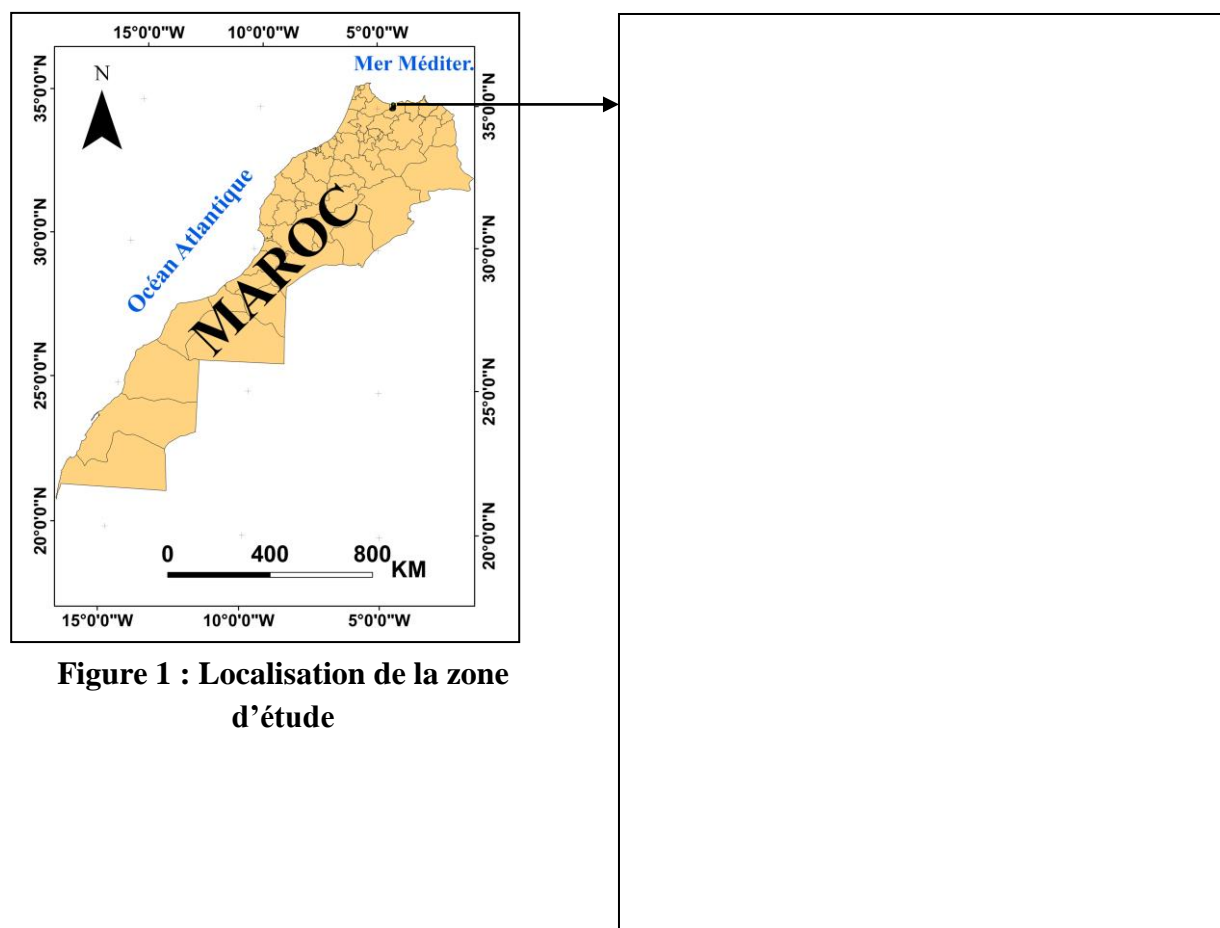 15°0'0"W 10°0'0"W 5°0'0"W
Mer Méditer.
N
35°0'0"N
35°0'0"N
Océan Atlantique
MAROC
30°0'0"N
30°0'0"N
25°0'0"N
25°0'0"N
20°0'0"N
20°0'0"N
0 400 800 KM
15°0'0"W 10°0'0"W 5°0'0"W
Figure 1 : Localisation de la zone
d’étude